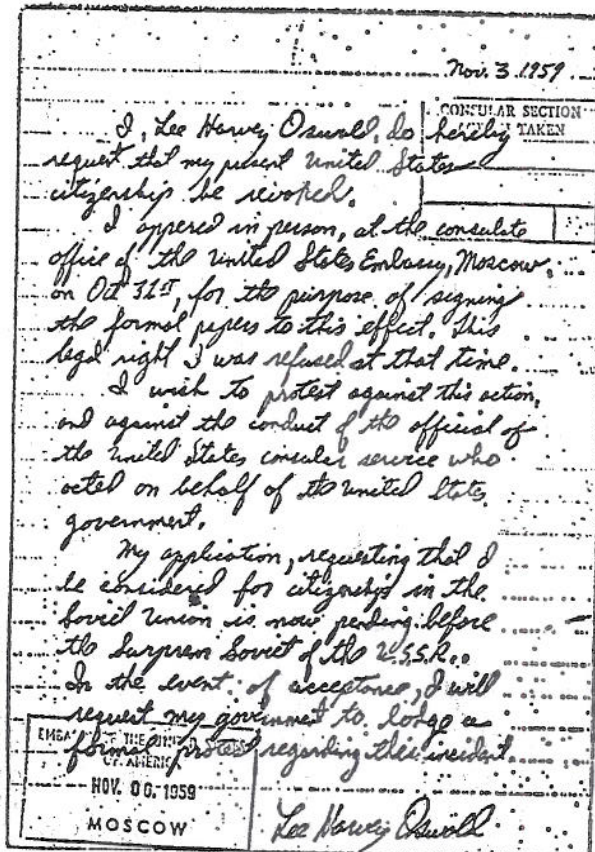 Nov. 3 1959
CONSULAR SECTION
TAKEN
I, Lee Harvey Oswald, do hereby
request that my present United States
citizenship be revoked.
I appered in person, at the consulate
office of the United States Embassy, Moscow,
on Oct 31st, for the purpose of signing
the formal papers to this effect. This
legal right I was refused at that time.
I wish to protest against this action,
and against the conduct of the official of
the United States consular service who
acted on behalf of the United States
government.
My application, requesting that I
be considered for citizenship in the
Soviet Union is now pending before
the Surprem Soviet of the U.S.S.R..
In the event of acceptance, I will
request my government to lodge a
formal protest regarding this incident.
OF THE
OF AMERICA
NOV. 06. 1959
MOSCOW
Lee Harvey Oswald